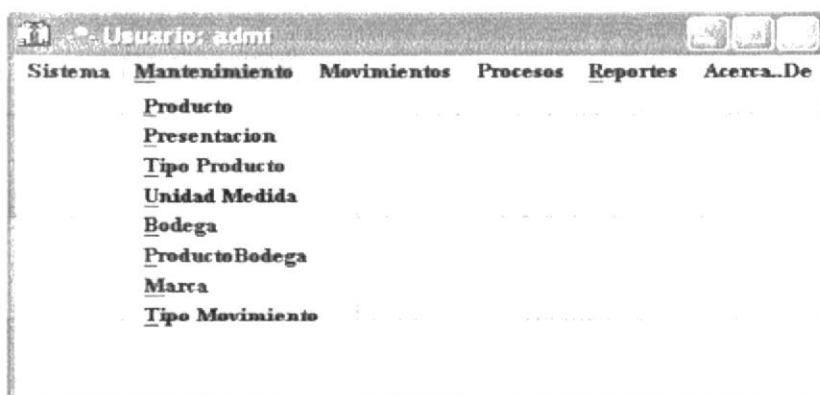 -*- Usuario: admi
Sistema Mantenimiento Movimientos Procesos Reportes Acerca..De
Producto
Presentacion
Tipo Producto
Unidad Medida
Bodega
ProductoBodega
Marca
Tipo Movimiento